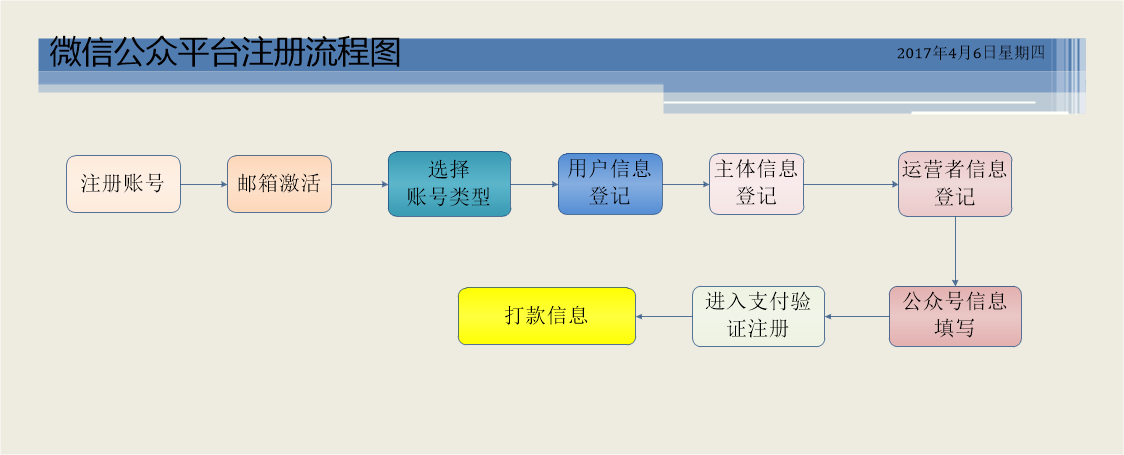 微信公众平台注册流程图
2017年4月6日星期四
注册账号
邮箱激活
选择
账号类型
用户信息
登记
主体信息
登记
运营者信息
登记
打款信息
进入支付验
证注册
公众号信息
填写